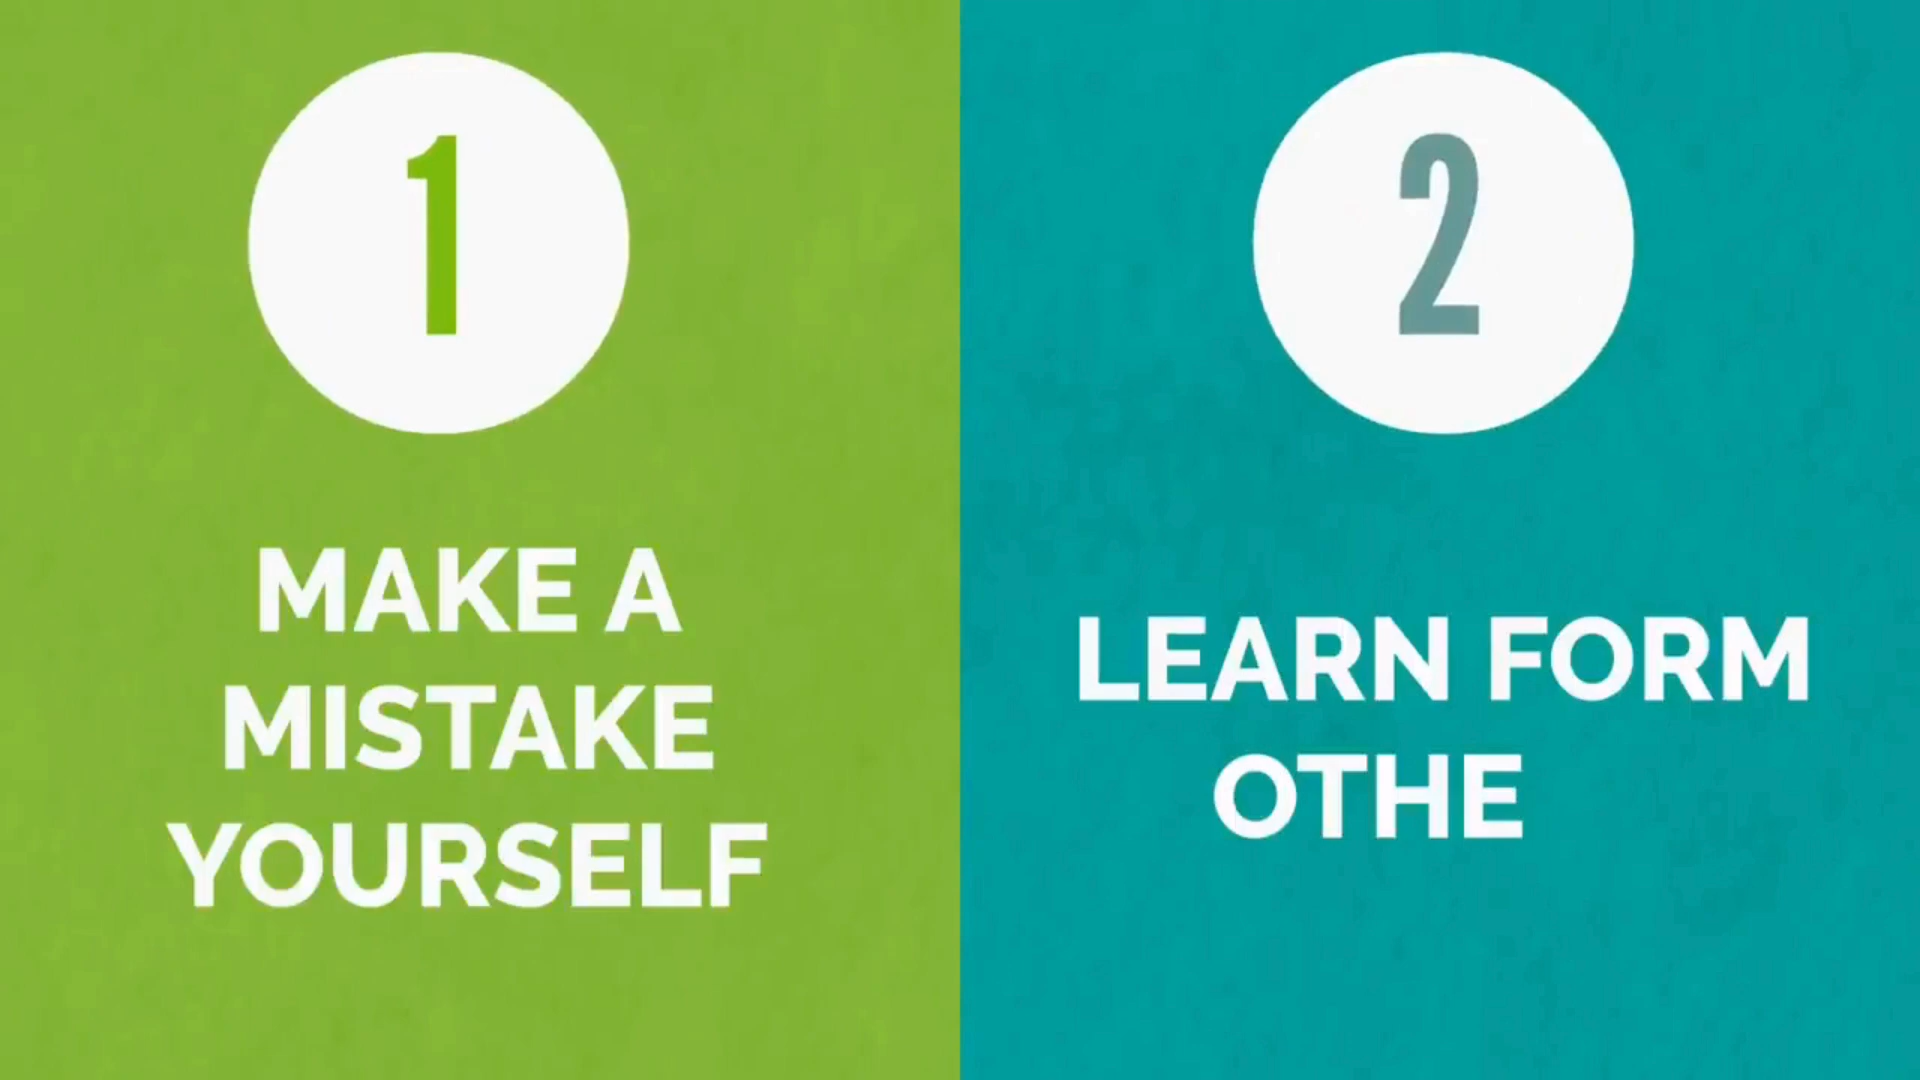 1
MAKE A
MISTAKE
YOURSELF
2
LEARN FORM
OTHE